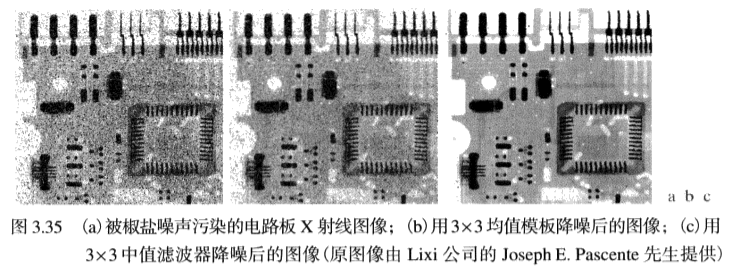 a b c
图 3.35 (a)被椒盐噪声污染的电路板 X 射线图像；(b)用3×3均值模板降噪后的图像；(c)用
3×3中值滤波器降噪后的图像(原图像由 Lixi 公司的 Joseph E. Pascente 先生提供)